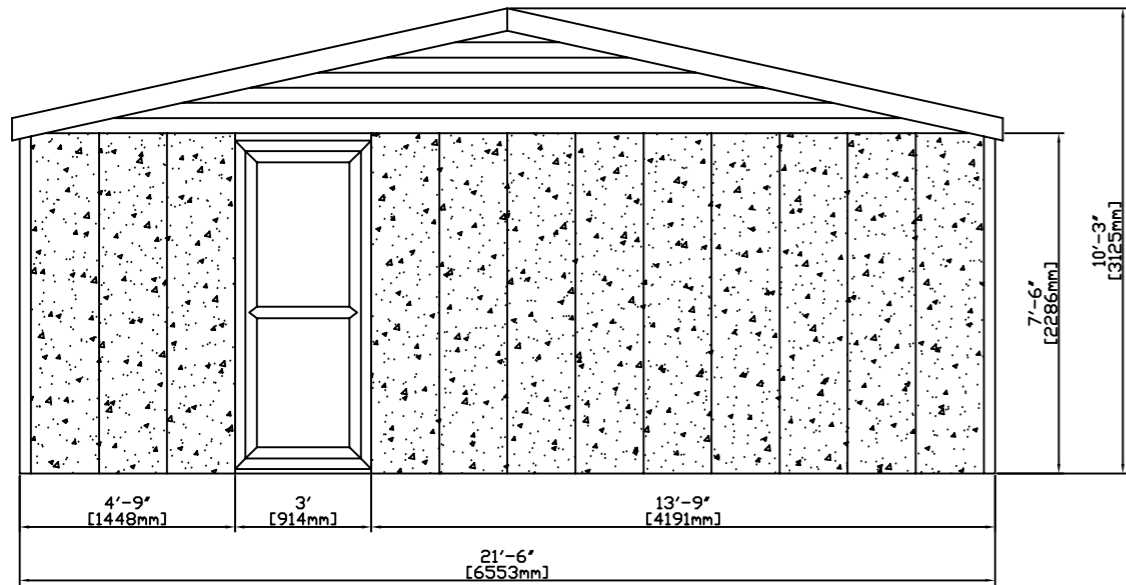 10'-3"
[3125mm]
7'-6"
[2286mm]
4'-9"
[1448mm]
3'
[914mm]
13'-9"
[4191mm]
21'-6"
[6553mm]